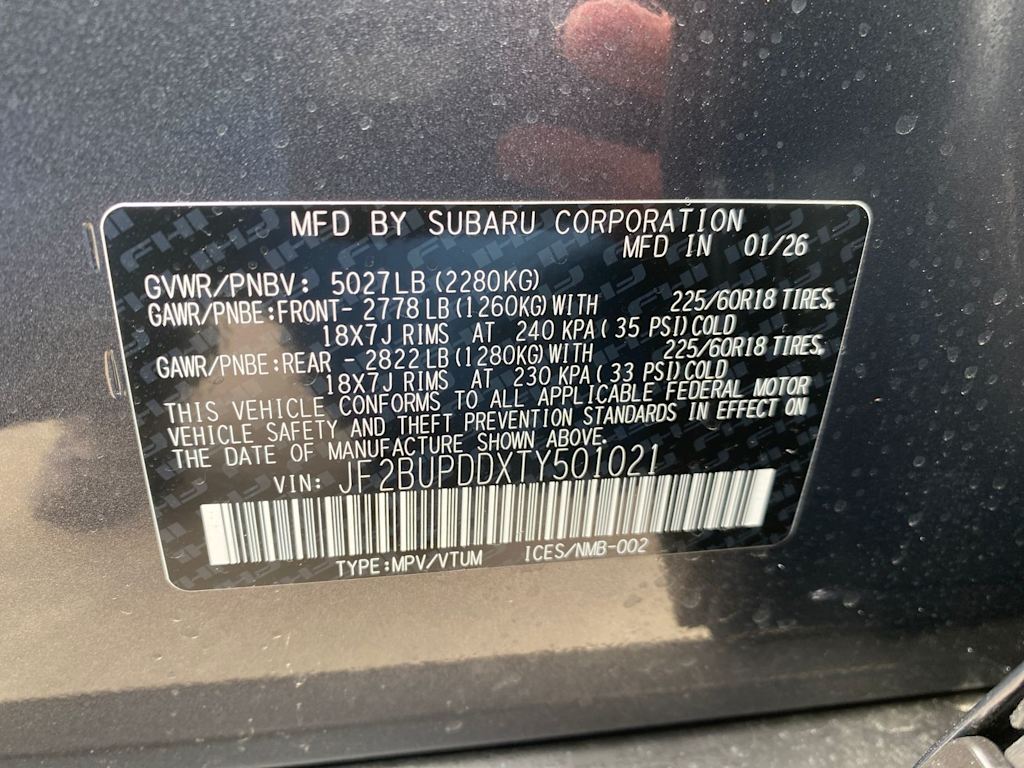 MFD BY SUBARU CORPORATION
MFD IN 01/26
GVWR/PNBV: 5027LB (2280KG)
GAWR/PNBE:FRONT- 2778 LB(1260KG)WITH 225/60R18 TIRES,
18X7J RIMS AT 240 KPA( 35 PSI)COLD
GAWR/PNBE:REAR - 2822 LB(1280KG)WITH 225/60R18 TIRES,
18X7J RIMS AT 230 KPA( 33 PSI)COLD
THIS VEHICLE CONFORMS TO ALL APPLICABLE FEDERAL MOTOR
VEHICLE SAFETY AND THEFT PREVENTION STANDARDS IN EFFECT ON
THE DATE OF MANUFACTURE SHOWN ABOVE.
VIN: JF2BUPDDXTY501021
TYPE:MPV/VTUM ICES/NMB-002